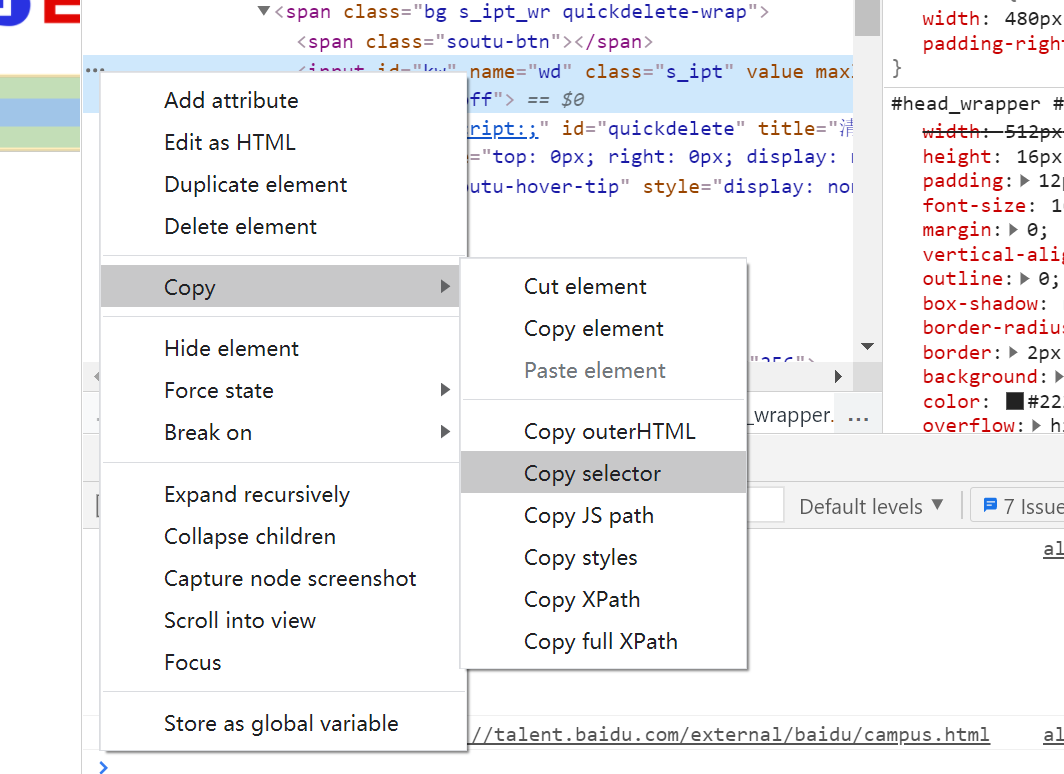 <span class="bg s_ipt_wr quickdelete-wrap">
<span class="soutu-btn"></span>
<input id="kw" name="wd" class="s_ipt" value
ff"> == $0
ript:;" id="quickdelete" title="清
="top: 0px; right: 0px; display:
outu-hover-tip" style="display:
Add attribute
Edit as HTML
Duplicate element
Delete element
Copy
Hide element
Force state
Break on
Expand recursively
Collapse children
Capture node screenshot
Scroll into view
Focus
Store as global variable
Cut element
Copy element
Paste element
Copy outerHTML
Copy selector
Copy JS path
Copy styles
Copy XPath
Copy full XPath
_wrapper. ...
Default levels ▼
7 Issue
al
//talent.baidu.com/external/baidu/campus.html
al
width: 480px
padding-right
}
#head_wrapper #
width: 512px
height: 16px
padding: 12p
font-size: 1
margin: 0;
vertical-alig
outline: 0;
box-shadow:
border-radius
border: 2px
background:
color: #22
overflow: h